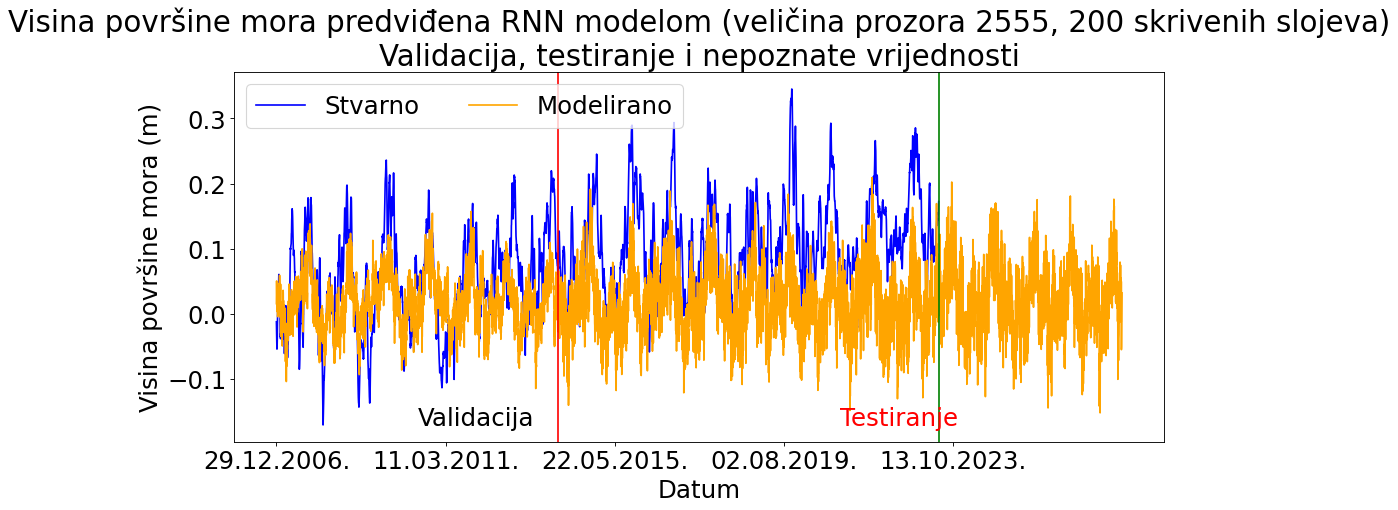 Visina površine mora predviđena RNN modelom (veličina prozora 2555, 200 skrivenih slojeva)
Validacija, testiranje i nepoznate vrijednosti
Stvarno Modelirano
Visina površine mora (m)
0.3
0.2
0.1
0.0
−0.1
Validacija Testiranje
29.12.2006. 11.03.2011. 22.05.2015. 02.08.2019. 13.10.2023.
Datum